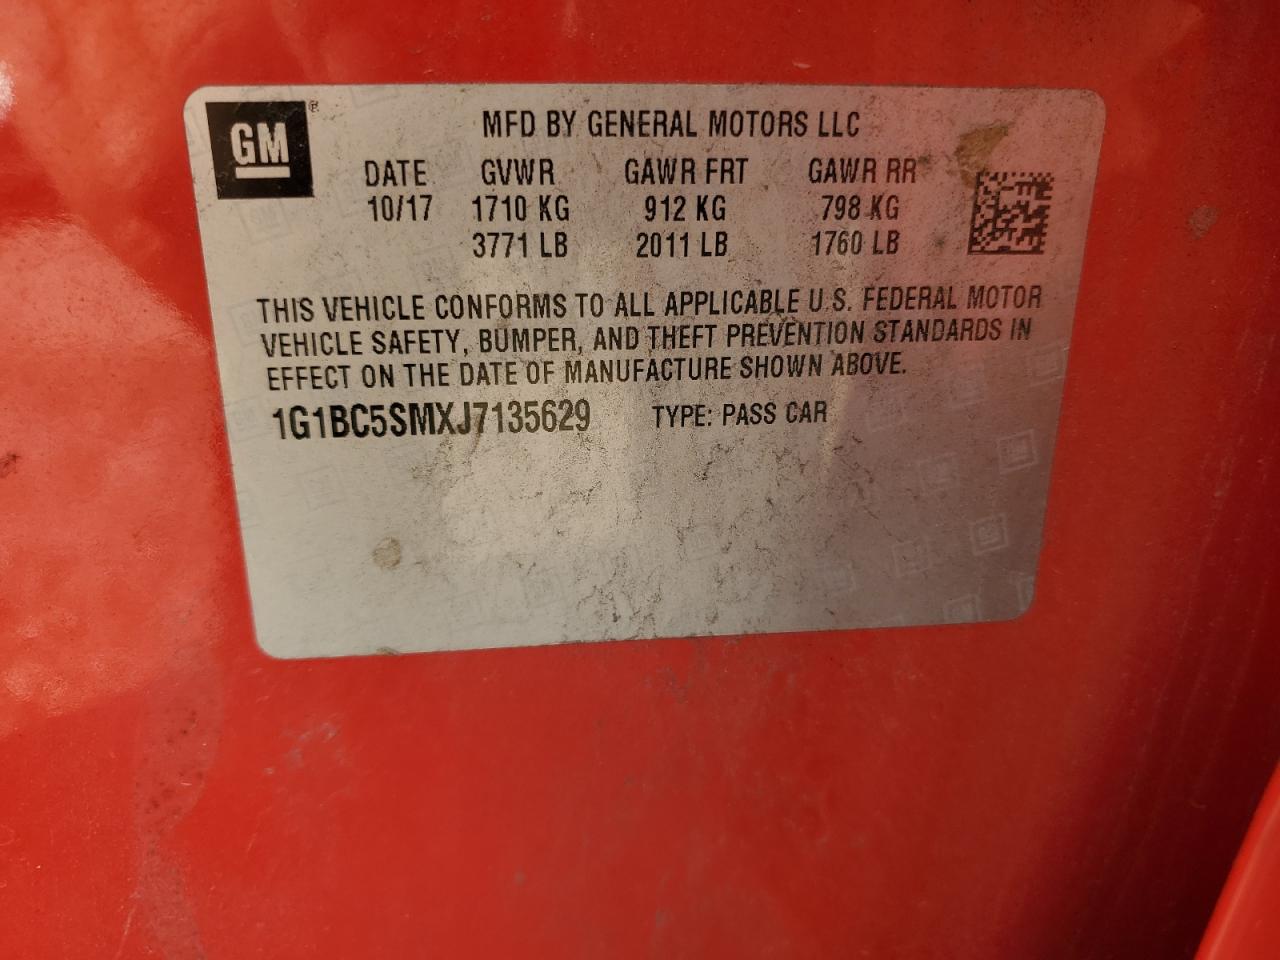 GM ®
MFD BY GENERAL MOTORS LLC
DATE GVWR GAWR FRT GAWR RR
10/17 1710 KG 912 KG 798 KG
3771 LB 2011 LB 1760 LB
THIS VEHICLE CONFORMS TO ALL APPLICABLE U.S. FEDERAL MOTOR
VEHICLE SAFETY, BUMPER, AND THEFT PREVENTION STANDARDS IN
EFFECT ON THE DATE OF MANUFACTURE SHOWN ABOVE.
1G1BC5SMXJ7135629 TYPE: PASS CAR